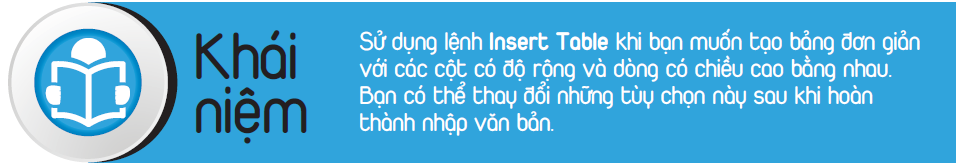 Khái
niệm
Sử dụng lệnh Insert Table khi bạn muốn tạo bảng đơn giản
với các cột có độ rộng và dòng có chiều cao bằng nhau.
Bạn có thể thay đổi những tùy chọn này sau khi hoàn
thành nhập văn bản.